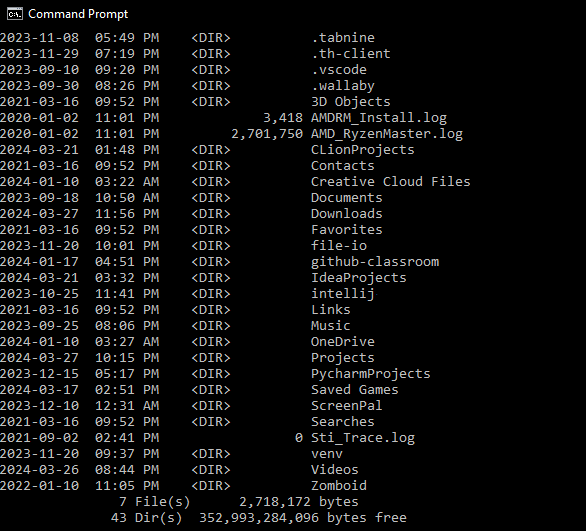 Command Prompt
2023-11-08  05:49 PM    <DIR>          .tabnine
2023-11-29  07:19 PM    <DIR>          .th-client
2023-09-10  09:20 PM    <DIR>          .vscode
2023-09-30  08:26 PM    <DIR>          .wallaby
2021-03-16  09:52 PM    <DIR>          3D Objects
2020-01-02  11:01 PM             3,418 AMDRM_Install.log
2020-01-02  11:01 PM         2,701,750 AMD_RyzenMaster.log
2024-03-21  01:48 PM    <DIR>          CLionProjects
2021-03-16  09:52 PM    <DIR>          Contacts
2024-01-10  03:22 AM    <DIR>          Creative Cloud Files
2023-09-18  10:50 AM    <DIR>          Documents
2024-03-27  11:56 PM    <DIR>          Downloads
2021-03-16  09:52 PM    <DIR>          Favorites
2023-11-20  10:01 PM    <DIR>          file-io
2024-01-17  04:51 PM    <DIR>          github-classroom
2024-03-21  03:32 PM    <DIR>          IdeaProjects
2023-10-25  11:41 PM    <DIR>          intellij
2021-03-16  09:52 PM    <DIR>          Links
2023-09-25  08:06 PM    <DIR>          Music
2024-01-10  03:27 AM    <DIR>          OneDrive
2024-03-27  10:15 PM    <DIR>          Projects
2023-12-15  05:17 PM    <DIR>          PycharmProjects
2024-03-17  02:51 PM    <DIR>          Saved Games
2023-12-10  12:31 AM    <DIR>          ScreenPal
2021-03-16  09:52 PM    <DIR>          Searches
2021-09-02  02:41 PM                 0 Sti_Trace.log
2023-11-20  09:37 PM    <DIR>          venv
2024-03-26  08:44 PM    <DIR>          Videos
2022-01-10  11:05 PM    <DIR>          Zomboid
               7 File(s)      2,718,172 bytes
              43 Dir(s)  352,993,284,096 bytes free